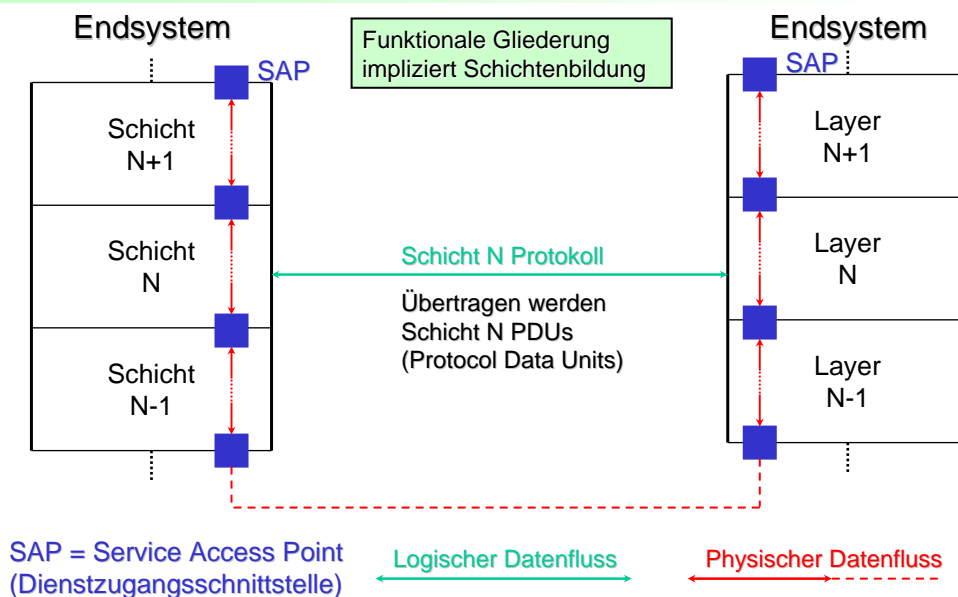 Endsystem
Funktionale Gliederung
impliziert Schichtenbildung
Endsystem
SAP
SAP
Schicht
N+1
Layer
N+1
Schicht
N
Schicht N Protokoll
Layer
N
Übertragen werden
Schicht N PDUs
(Protocol Data Units)
Schicht
N-1
Layer
N-1
SAP = Service Access Point
(Dienstzugangsschnittstelle)
Logischer Datenfluss
Physischer Datenfluss